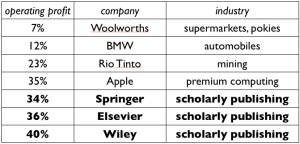 operating profit company industry
7% Woolworths supermarkets, pokies
12% BMW automobiles
23% Rio Tinto mining
35% Apple premium computing
34% Springer scholarly publishing
36% Elsevier scholarly publishing
40% Wiley scholarly publishing